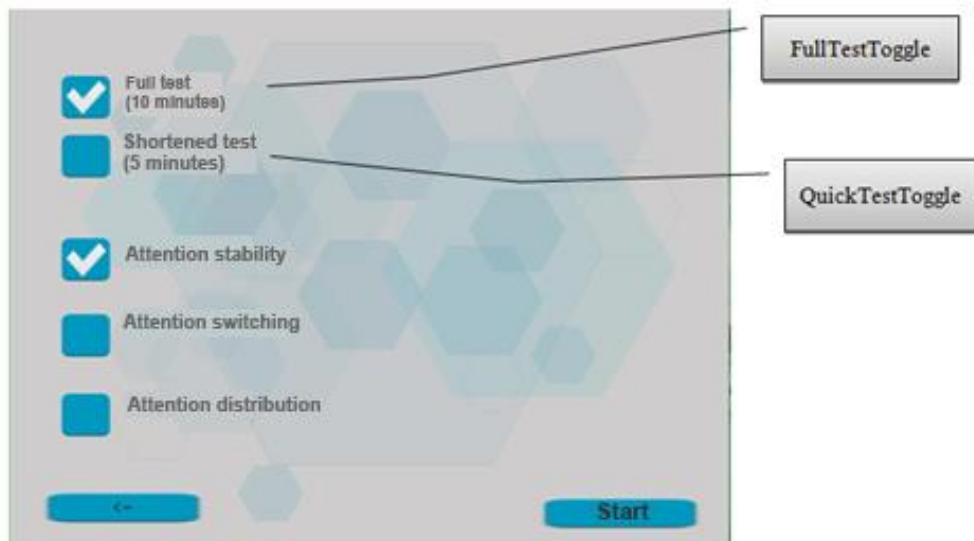 Full test
(10 minutes)
FullTestToggle
Shortened test
(5 minutes)
QuickTestToggle
Attention stability
Attention switching
Attention distribution
<-
Start